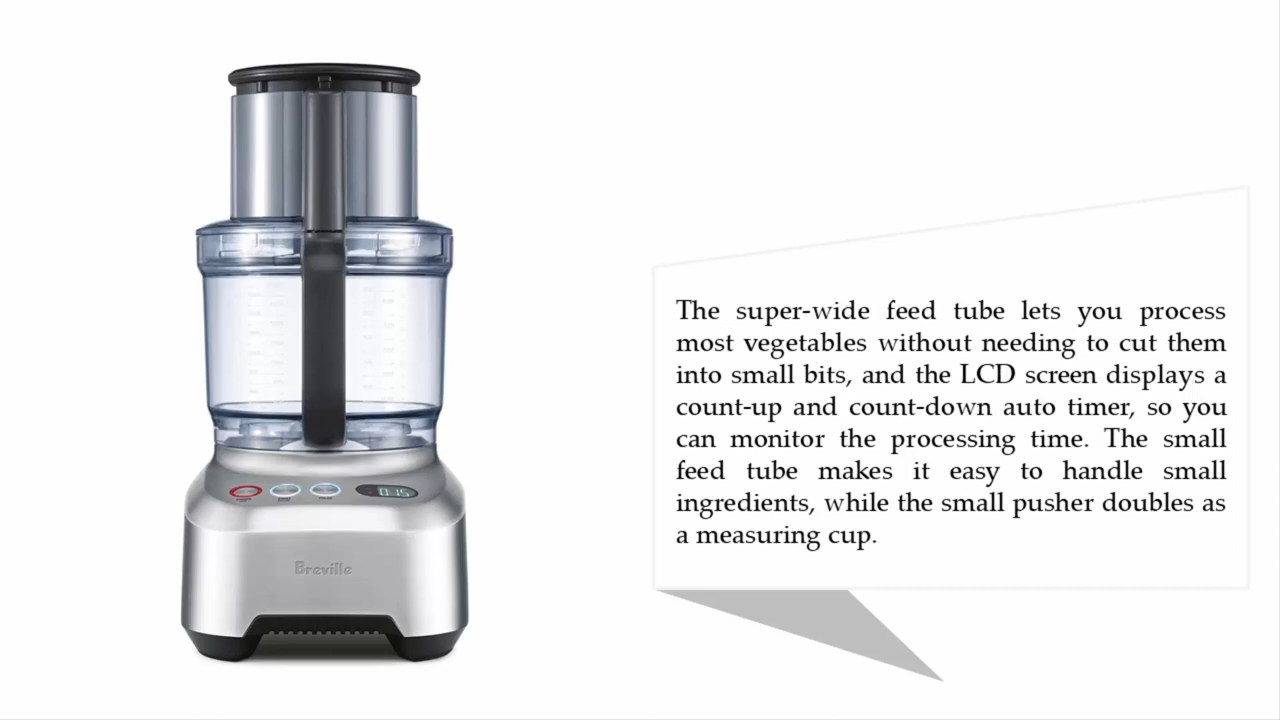 The super-wide feed tube lets you process
most vegetables without needing to cut them
into small bits, and the LCD screen displays a
count-up and count-down auto timer, so you
can monitor the processing time. The small
feed tube makes it easy to handle small
ingredients, while the small pusher doubles as
a measuring cup.
Breville